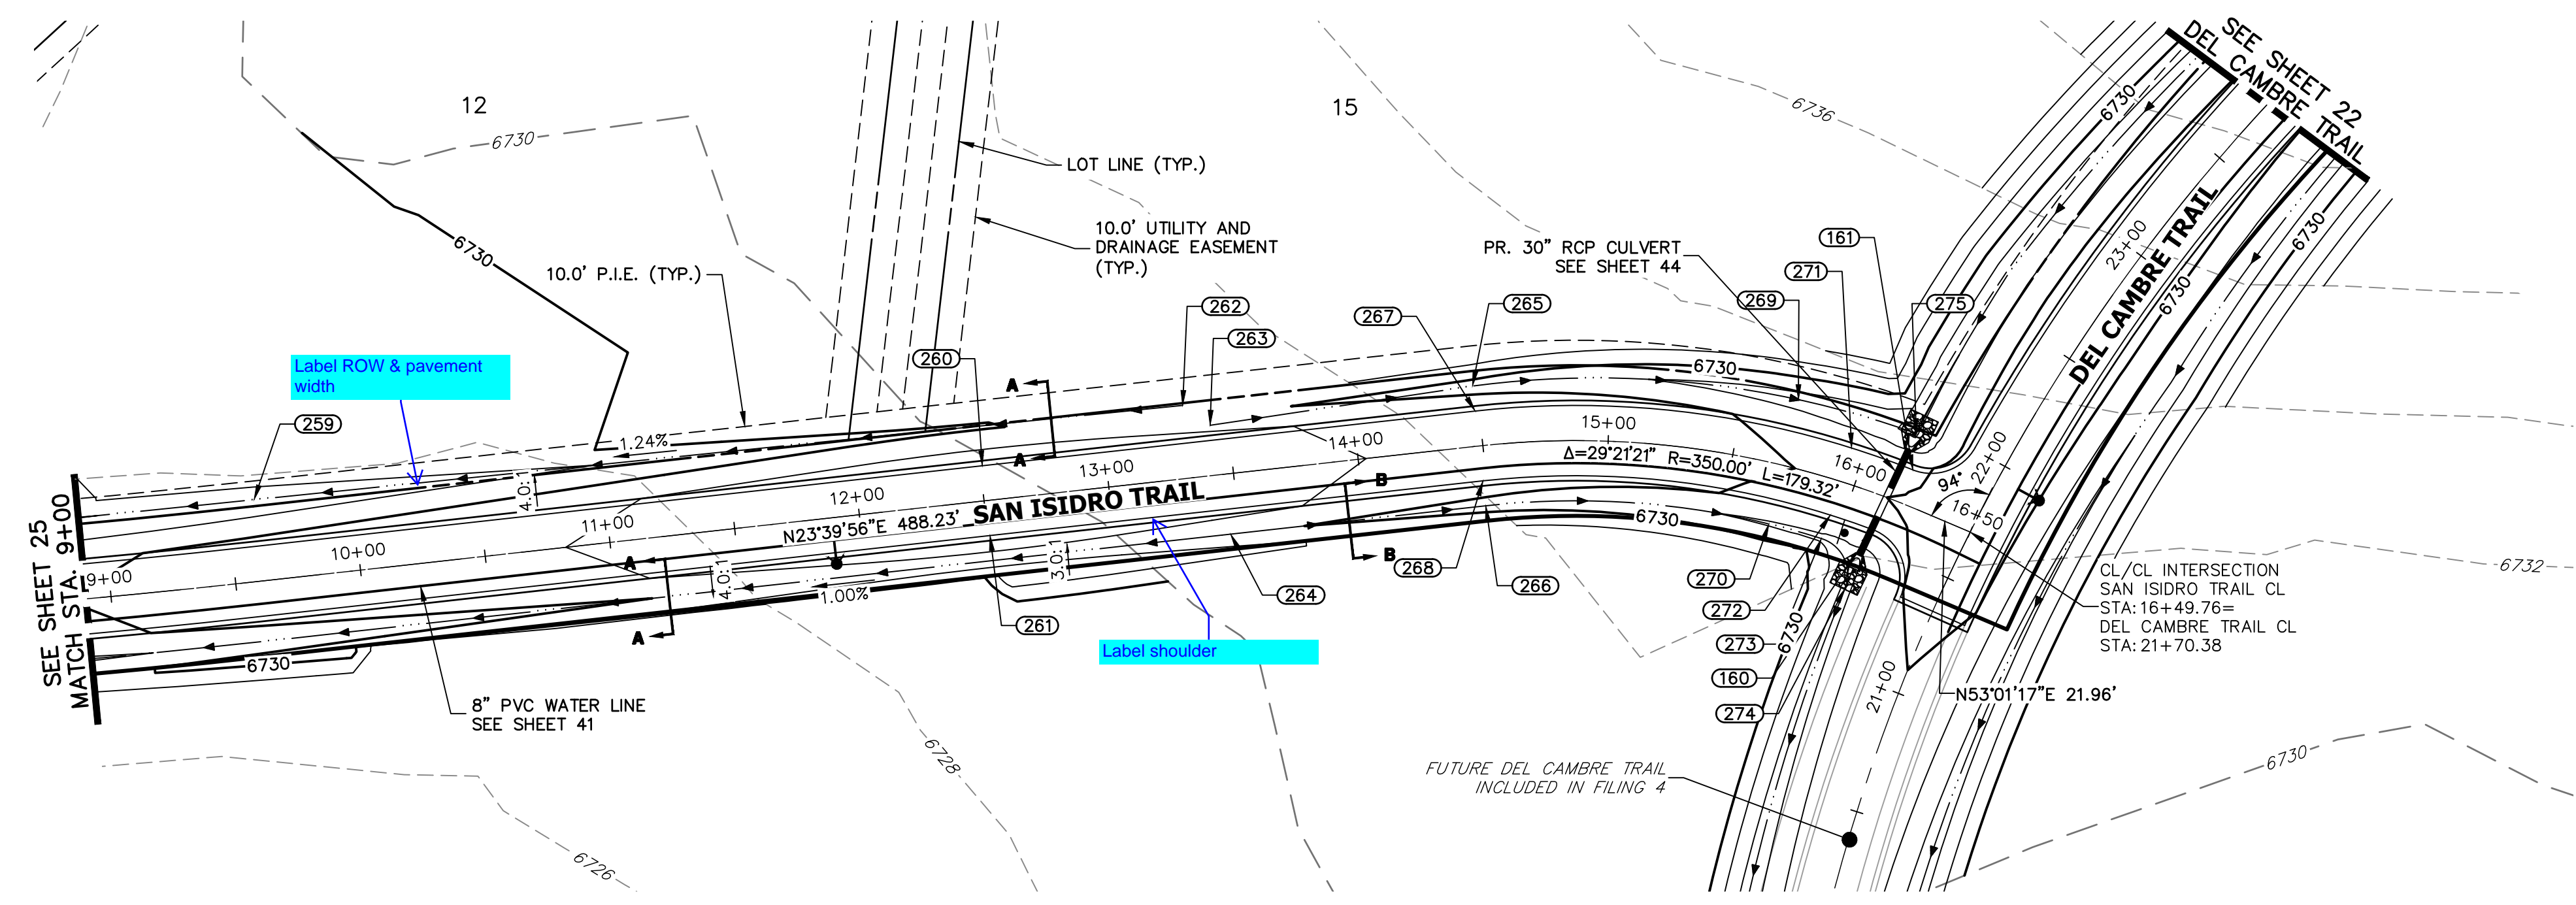 12
15
6730
6736
SEE SHEET 22
DEL CAMBRE TRAIL
6730
6730
LOT LINE (TYP.)
10.0' UTILITY AND
DRAINAGE EASEMENT
(TYP.)
6730
10.0' P.I.E. (TYP.)
PR. 30" RCP CULVERT
SEE SHEET 44
161
271
269
275
23+00
DEL CAMBRE TRAIL
6730
262
263
267
265
260
Label ROW & pavement
width
259
A
A
6730
1.24%
4.0:1
14+00
15+00
16+00
13+00
12+00
11+00
10+00
9+00
Δ=29°21'21" R=350.00' L=179.32'
94°
22+00
16+50
SEE SHEET 25
MATCH STA. 9+00
N23°39'56"E 488.23'
SAN ISIDRO TRAIL
B
B
A
A
4.0:1
3.0:1
1.00%
6730
268
266
264
261
270
272
273
160
274
6730
6730
6732
CL/CL INTERSECTION
SAN ISIDRO TRAIL CL
STA: 16+49.76=
DEL CAMBRE TRAIL CL
STA: 21+70.38
Label shoulder
21+00
N53°01'17"E 21.96'
8" PVC WATER LINE
SEE SHEET 41
6728
6726
FUTURE DEL CAMBRE TRAIL
INCLUDED IN FILING 4
6730